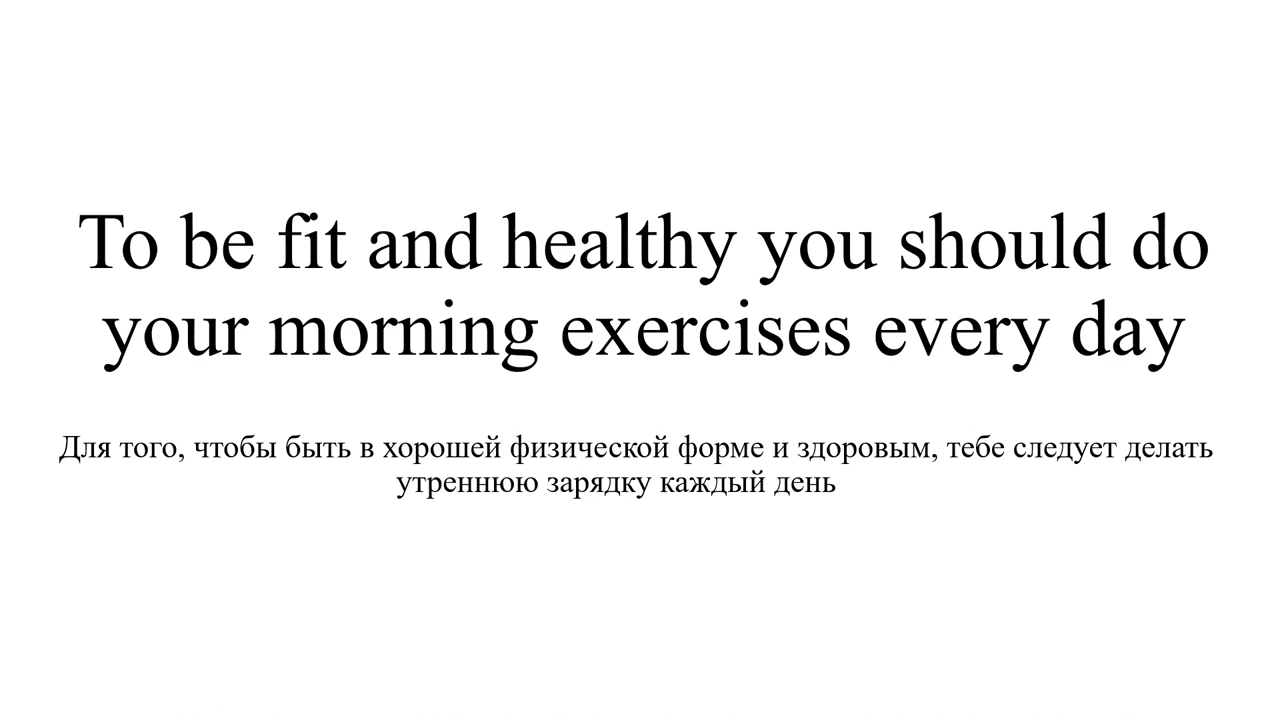 To be fit and healthy you should do
your morning exercises every day
Для того, чтобы быть в хорошей физической форме и здоровым, тебе следует делать
утреннюю зарядку каждый день